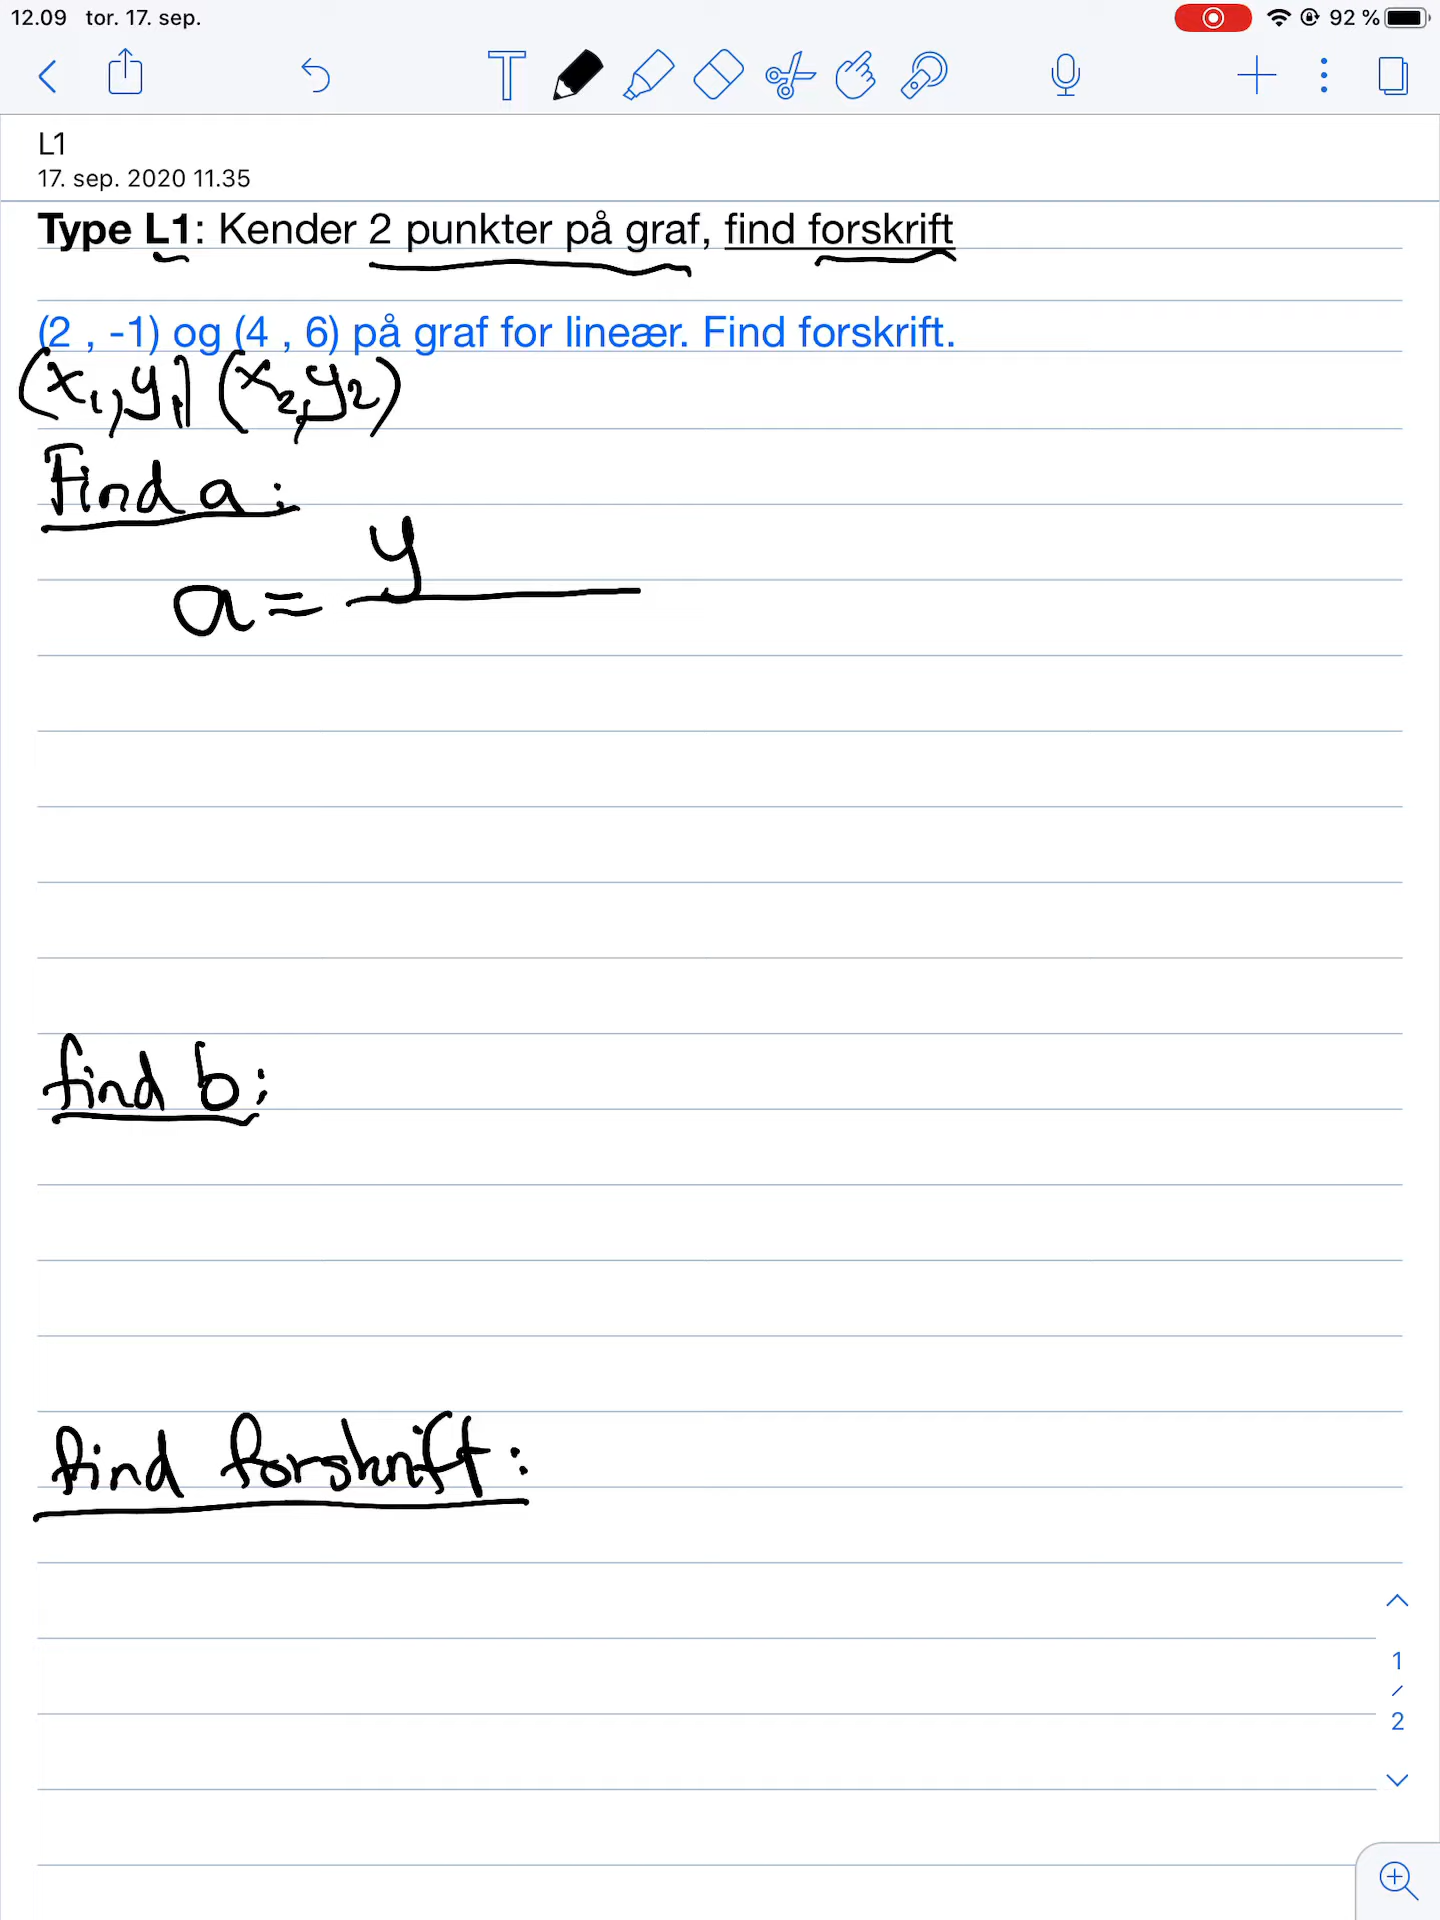 12.09 tor. 17. sep. 92 %
T
L1
17. sep. 2020 11.35
Type L1: Kender 2 punkter på graf, find forskrift
(2 , -1) og (4 , 6) på graf for lineær. Find forskrift.
(x₁, y₁) (x₂, y₂)
Find a:
y
a =
find b:
find forskrift:
1
/
2